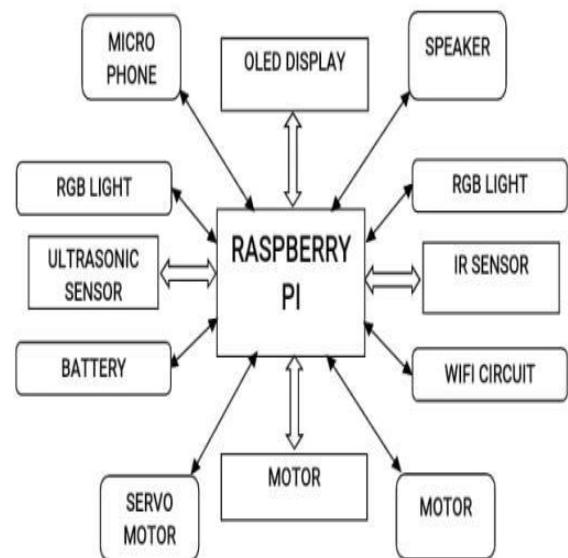 MICRO
PHONE
OLED DISPLAY
SPEAKER
RGB LIGHT
RGB LIGHT
ULTRASONIC
SENSOR
RASPBERRY
PI
IR SENSOR
BATTERY
WIFI CIRCUIT
SERVO
MOTOR
MOTOR
MOTOR